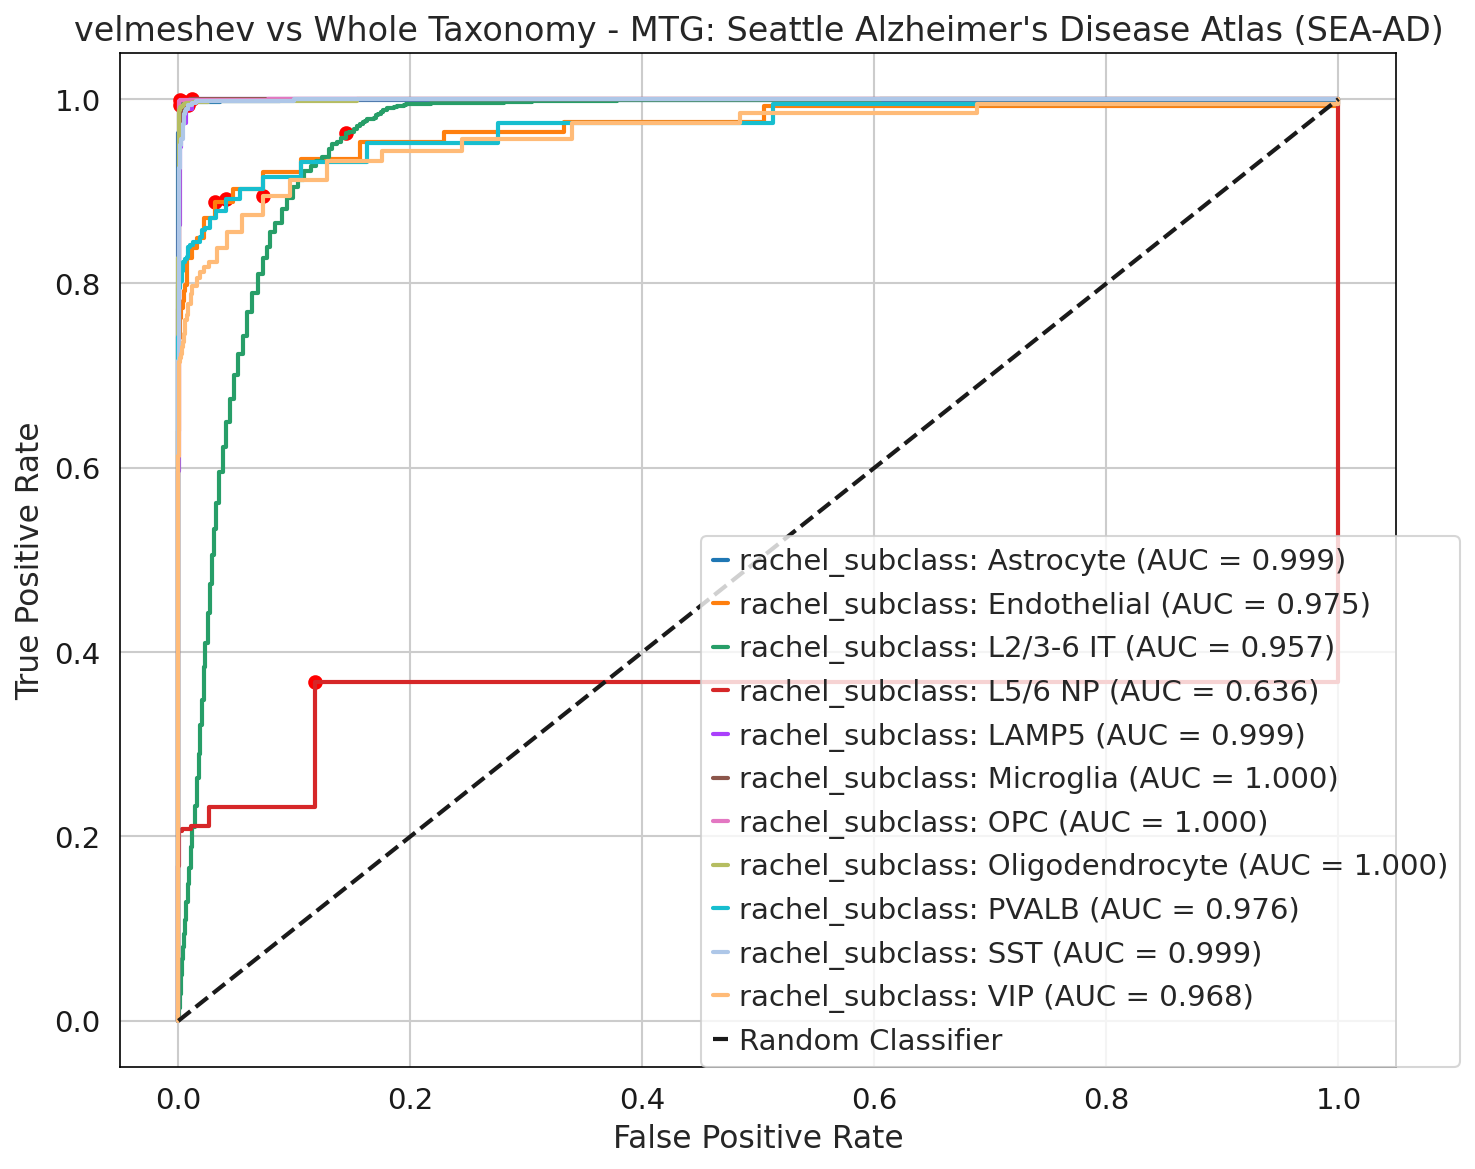 velmeshev vs Whole Taxonomy - MTG: Seattle Alzheimer's Disease Atlas (SEA-AD)
True Positive Rate
1.0
0.8
0.6
0.4
0.2
0.0
rachel_subclass: Astrocyte (AUC = 0.999)
rachel_subclass: Endothelial (AUC = 0.975)
rachel_subclass: L2/3-6 IT (AUC = 0.957)
rachel_subclass: L5/6 NP (AUC = 0.636)
rachel_subclass: LAMP5 (AUC = 0.999)
rachel_subclass: Microglia (AUC = 1.000)
rachel_subclass: OPC (AUC = 1.000)
rachel_subclass: Oligodendrocyte (AUC = 1.000)
rachel_subclass: PVALB (AUC = 0.976)
rachel_subclass: SST (AUC = 0.999)
rachel_subclass: VIP (AUC = 0.968)
Random Classifier
0.0 0.2 0.4 0.6 0.8 1.0
False Positive Rate